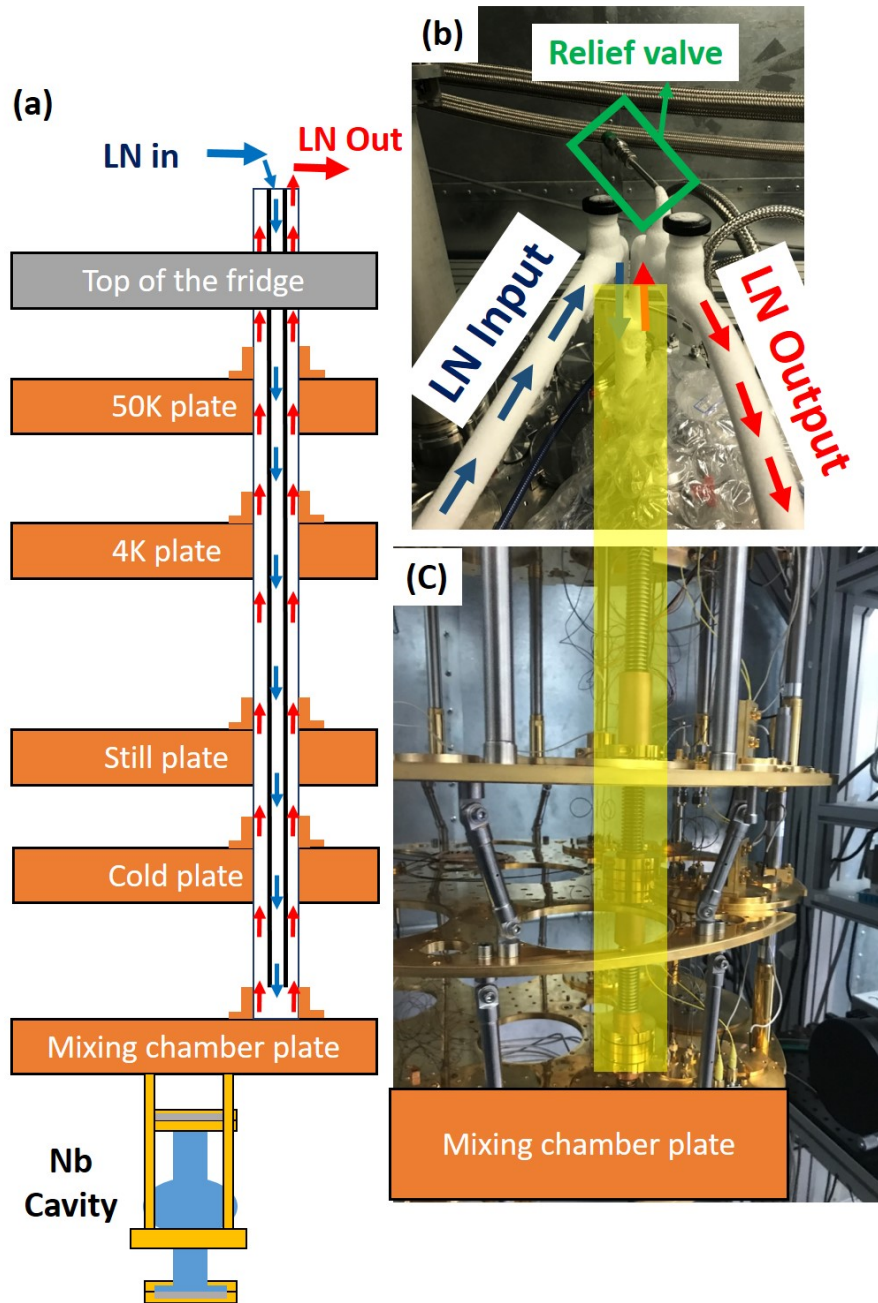 (a)
LN in
LN Out
Top of the fridge
50K plate
4K plate
Still plate
Cold plate
Mixing chamber plate
Nb
Cavity
(b)
Relief valve
LN Input
LN Output
(C)
Mixing chamber plate